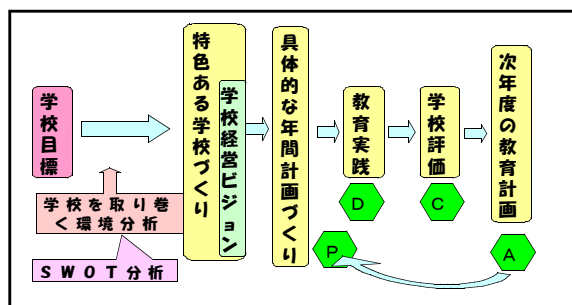 学校目標
特色ある学校づくり
学校経営ビジョン
具体的な年間計画づくり
教育実践
学校評価
次年度の教育計画
学校を取り巻
く環境分析
SWOT分析
D
C
P
A